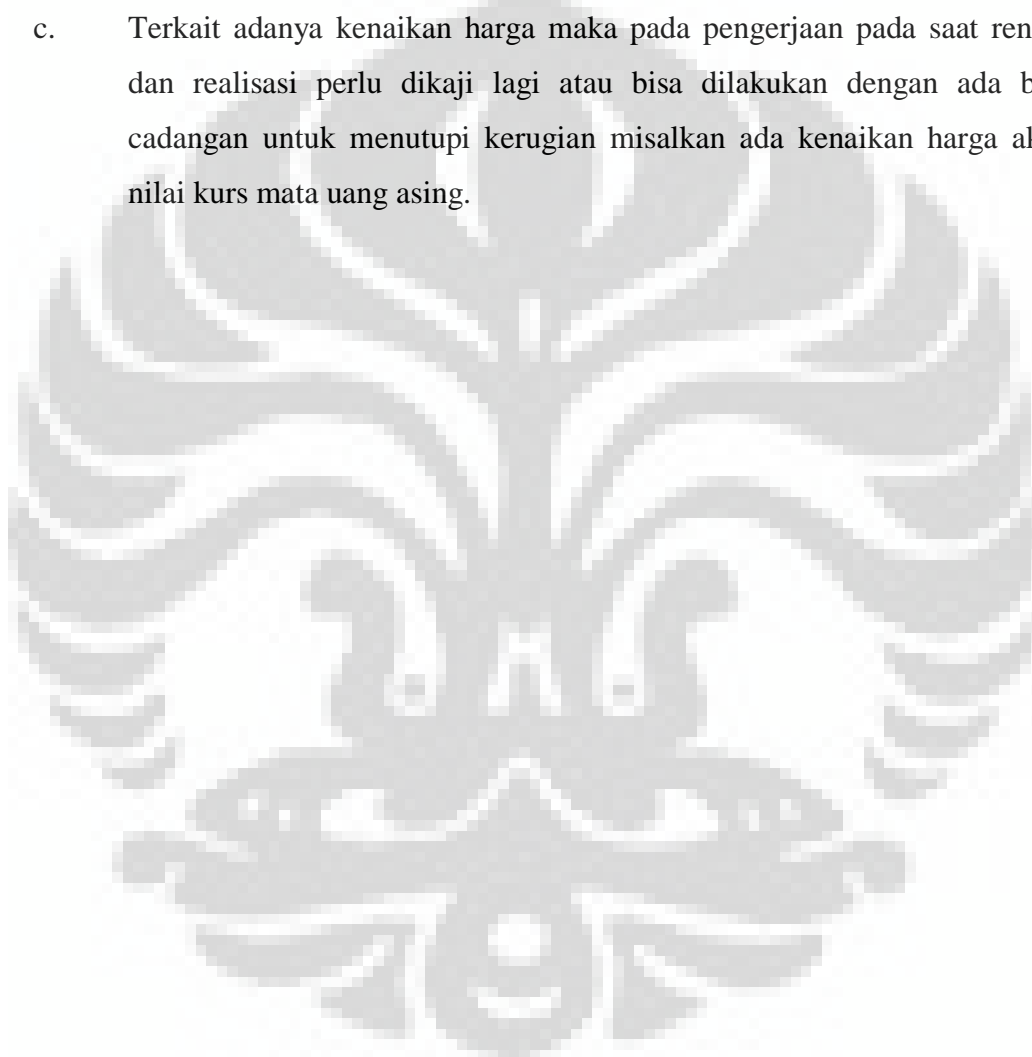 c. Terkait adanya kenaikan harga maka pada pengerjaan pada saat ren
dan realisasi perlu dikaji lagi atau bisa dilakukan dengan ada b
cadangan untuk menutupi kerugian misalkan ada kenaikan harga ak
nilai kurs mata uang asing.